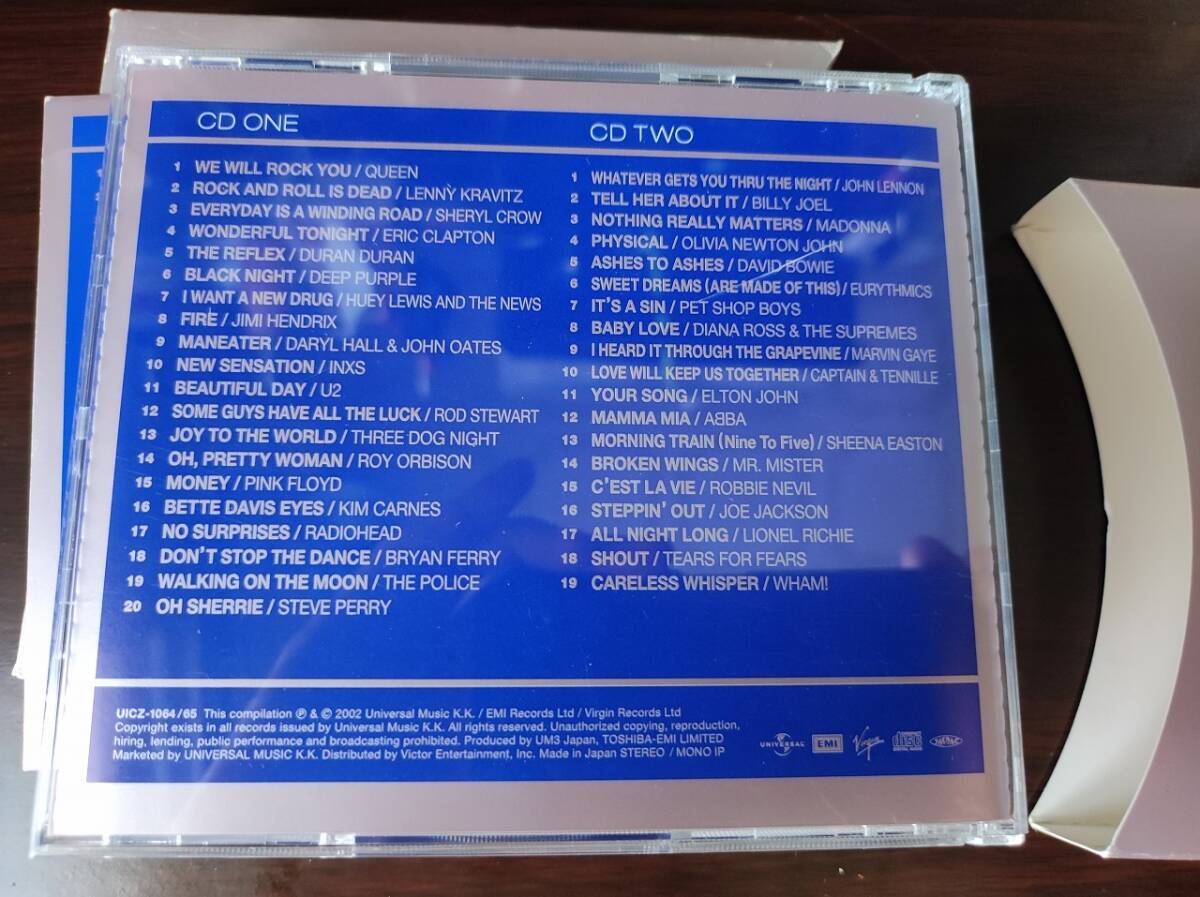 CD ONE
1 WE WILL ROCK YOU / QUEEN
2 ROCK AND ROLL IS DEAD / LENNY KRAVITZ
3 EVERYDAY IS A WINDING ROAD / SHERYL CROW
4 WONDERFUL TONIGHT / ERIC CLAPTON
5 THE REFLEX / DURAN DURAN
6 BLACK NIGHT / DEEP PURPLE
7 I WANT A NEW DRUG / HUEY LEWIS AND THE NEWS
8 FIRE / JIMI HENDRIX
9 MANEATER / DARYL HALL & JOHN OATES
10 NEW SENSATION / INXS
11 BEAUTIFUL DAY / U2
12 SOME GUYS HAVE ALL THE LUCK / ROD STEWART
13 JOY TO THE WORLD / THREE DOG NIGHT
14 OH, PRETTY WOMAN / ROY ORBISON
15 MONEY / PINK FLOYD
16 BETTE DAVIS EYES / KIM CARNES
17 NO SURPRISES / RADIOHEAD
18 DON'T STOP THE DANCE / BRYAN FERRY
19 WALKING ON THE MOON / THE POLICE
20 OH SHERRIE / STEVE PERRY
CD TWO
1 WHATEVER GETS YOU THRU THE NIGHT / JOHN LENNON
2 TELL HER ABOUT IT / BILLY JOEL
3 NOTHING REALLY MATTERS / MADONNA
4 PHYSICAL / OLIVIA NEWTON JOHN
5 ASHES TO ASHES / DAVID BOWIE
6 SWEET DREAMS (ARE MADE OF THIS) / EURYTHMICS
7 IT'S A SIN / PET SHOP BOYS
8 BABY LOVE / DIANA ROSS & THE SUPREMES
9 I HEARD IT THROUGH THE GRAPEVINE / MARVIN GAYE
10 LOVE WILL KEEP US TOGETHER / CAPTAIN & TENNILLE
11 YOUR SONG / ELTON JOHN
12 MAMMA MIA / ABBA
13 MORNING TRAIN (Nine To Five) / SHEENA EASTON
14 BROKEN WINGS / MR. MISTER
15 C'EST LA VIE / ROBBIE NEVIL
16 STEPPIN' OUT / JOE JACKSON
17 ALL NIGHT LONG / LIONEL RICHIE
18 SHOUT / TEARS FOR FEARS
19 CARELESS WHISPER / WHAM!
UICZ-1064/65 This compilation ℗ & © 2002 Universal Music K.K. / EMI Records Ltd / Virgin Records Ltd
Copyright exists in all records issued by Universal Music K.K. All rights reserved. Unauthorized copying, reproduction,
hiring, lending, public performance and broadcasting prohibited. Produced by UM3 Japan, TOSHIBA-EMI LIMITED
Marketed by UNIVERSAL MUSIC K.K. Distributed by Victor Entertainment, Inc. Made in Japan STEREO / MONO IP
UNIVERSAL
EMI
Virgin
disc